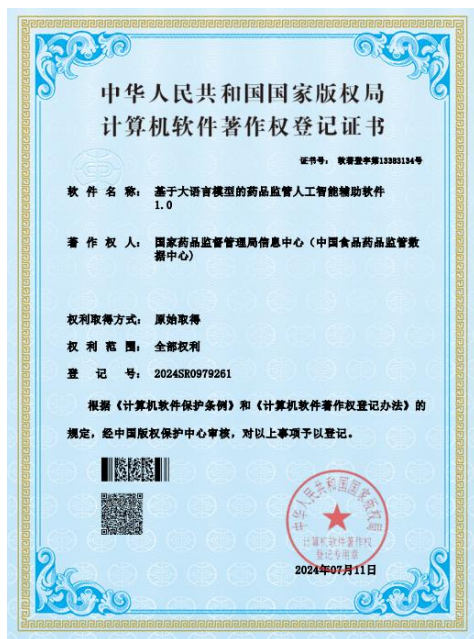 中华人民共和国国家版权局
计算机软件著作权登记证书
证书号： 软著登字第13383134号
软件名称： 基于大语言模型的药品监管人工智能辅助软件
1.0
著作权人： 国家药品监督管理局信息中心（中国食品药品监管数
据中心）
权利取得方式： 原始取得
权利范围： 全部权利
登记号： 2024SR0979261
根据《计算机软件保护条例》和《计算机软件著作权登记办法》的
规定，经中国版权保护中心审核，对以上事项予以登记。
中华人民共和国国家版权局
计算机软件著作权
登记专用章
2024年07月11日